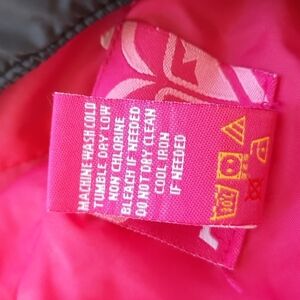 MACHINE WASH COLD
TUMBLE DRY LOW
NON CHLORINE
BLEACH IF NEEDED
DO NOT DRY CLEAN
COOL IRON
IF NEEDED
30°C